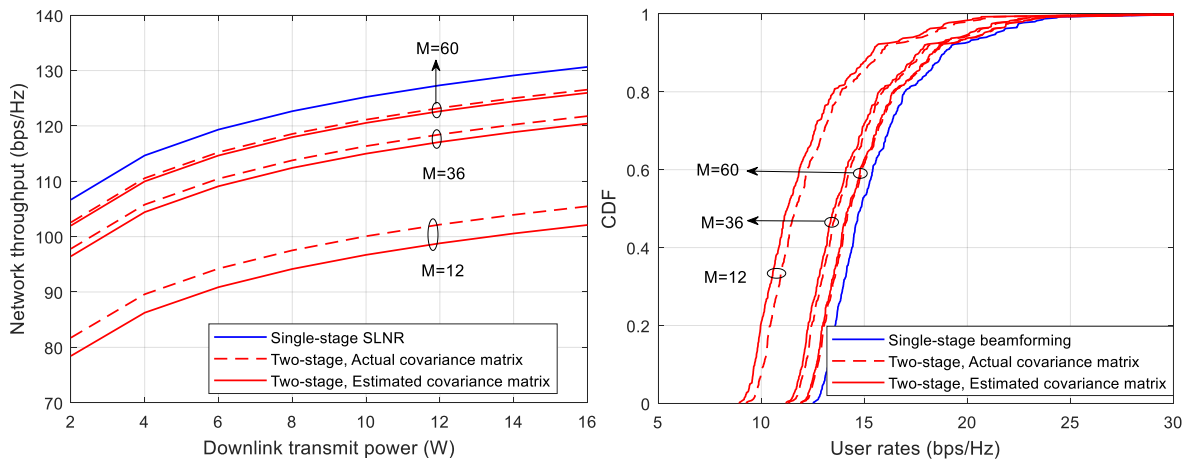 140
130
120
110
100
90
80
70
2 4 6 8 10 12 14 16
Network throughput (bps/Hz)
Downlink transmit power (W)
M=60
M=36
M=12
Single-stage SLNR
Two-stage, Actual covariance matrix
Two-stage, Estimated covariance matrix
1
0.8
0.6
0.4
0.2
0
5 10 15 20 25 30
CDF
User rates (bps/Hz)
M=60
M=36
M=12
Single-stage beamforming
Two-stage, Actual covariance matrix
Two-stage, Estimated covariance matrix